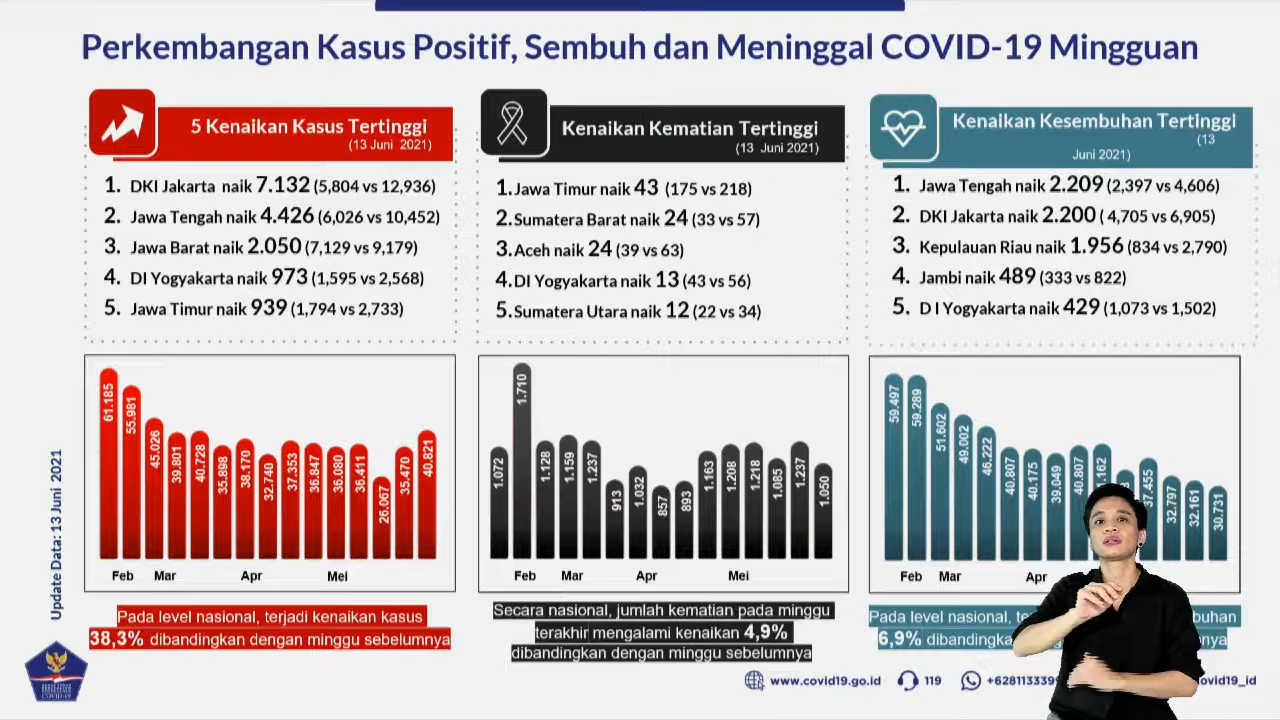 Perkembangan Kasus Positif, Sembuh dan Meninggal COVID-19 Mingguan
5 Kenaikan Kasus Tertinggi
(13 Juni 2021)
1. DKI Jakarta naik 7.132 (5,804 vs 12,936)
2. Jawa Tengah naik 4.426 (6,026 vs 10,452)
3. Jawa Barat naik 2.050 (7,129 vs 9,179)
4. DI Yogyakarta naik 973 (1,595 vs 2,568)
5. Jawa Timur naik 939 (1,794 vs 2,733)
Kenaikan Kematian Tertinggi
(13 Juni 2021)
1. Jawa Timur naik 43 (175 vs 218)
2. Sumatera Barat naik 24 (33 vs 57)
3. Aceh naik 24 (39 vs 63)
4. DI Yogyakarta naik 13 (43 vs 56)
5. Sumatera Utara naik 12 (22 vs 34)
Kenaikan Kesembuhan Tertinggi
(13
Juni 2021)
1. Jawa Tengah naik 2.209 (2,397 vs 4,606)
2. DKI Jakarta naik 2.200 ( 4,705 vs 6,905)
3. Kepulauan Riau naik 1.956 (834 vs 2,790)
4. Jambi naik 489 (333 vs 822)
5. D I Yogyakarta naik 429 (1,073 vs 1,502)
Update Data: 13 Juni 2021
61.185
55.981
45.026
39.801
40.728
35.898
38.170
32.740
37.353
36.847
36.080
36.411
26.067
35.470
40.821
Feb Mar Apr Mei
Pada level nasional, terjadi kenaikan kasus
38,3% dibandingkan dengan minggu sebelumnya
1.072
1.710
1.128
1.159
1.237
913
1.032
857
893
1.163
1.208
1.218
1.085
1.237
1.050
Feb Mar Apr Mei
Secara nasional, jumlah kematian pada minggu
terakhir mengalami kenaikan 4,9%
dibandingkan dengan minggu sebelumnya
59.497
59.289
51.602
49.002
46.222
40.807
40.175
39.049
40.807
.162
37.455
32.797
32.161
30.731
Feb Mar Apr
Pada level nasional, te buhan
6,9% dibandingka nya
COVID-19
www.covid19.go.id
119
+628113339
ovid19_id